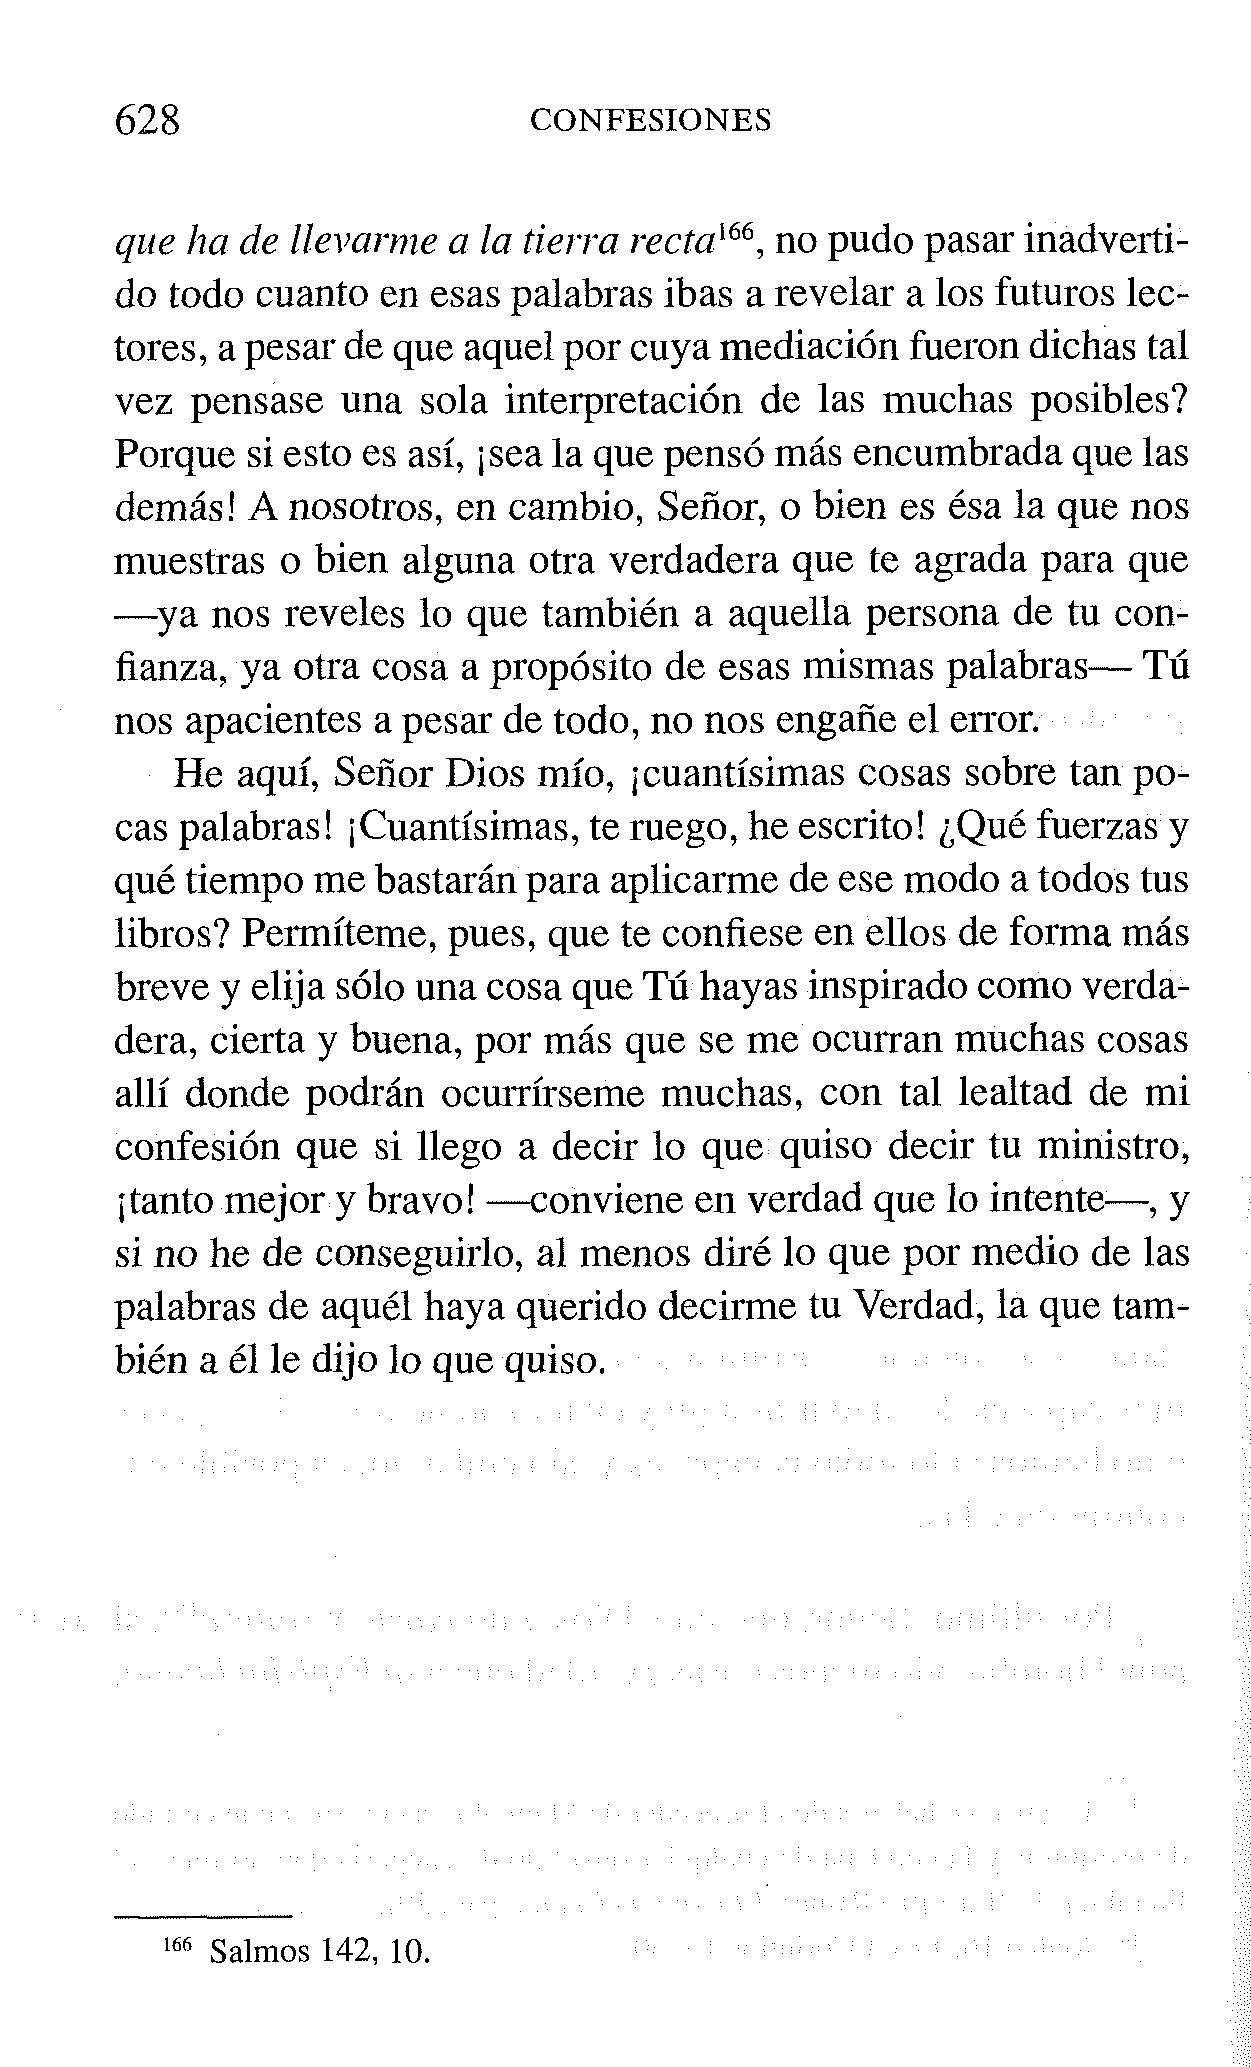 628 CONFESIONES
que ha de llevarme a la tierra recta¹⁶⁶, no pudo pasar inadverti-
do todo cuanto en esas palabras ibas a revelar a los futuros lec-
tores, a pesar de que aquel por cuya mediación fueron dichas tal
vez pensase una sola interpretación de las muchas posibles?
Porque si esto es así, ¡sea la que pensó más encumbrada que las
demás! A nosotros, en cambio, Señor, o bien es ésa la que nos
muestras o bien alguna otra verdadera que te agrada para que
—ya nos reveles lo que también a aquella persona de tu con-
fianza, ya otra cosa a propósito de esas mismas palabras— Tú
nos apacientes a pesar de todo, no nos engañe el error.
He aquí, Señor Dios mío, ¡cuantísimas cosas sobre tan po-
cas palabras! ¡Cuantísimas, te ruego, he escrito! ¿Qué fuerzas y
qué tiempo me bastarán para aplicarme de ese modo a todos tus
libros? Permíteme, pues, que te confiese en ellos de forma más
breve y elija sólo una cosa que Tú hayas inspirado como verda-
dera, cierta y buena, por más que se me ocurran muchas cosas
allí donde podrán ocurrírseme muchas, con tal lealtad de mi
confesión que si llego a decir lo que quiso decir tu ministro,
¡tanto mejor y bravo! —conviene en verdad que lo intente—, y
si no he de conseguirlo, al menos diré lo que por medio de las
palabras de aquél haya querido decirme tu Verdad, la que tam-
bién a él le dijo lo que quiso.
¹⁶⁶ Salmos 142, 10.